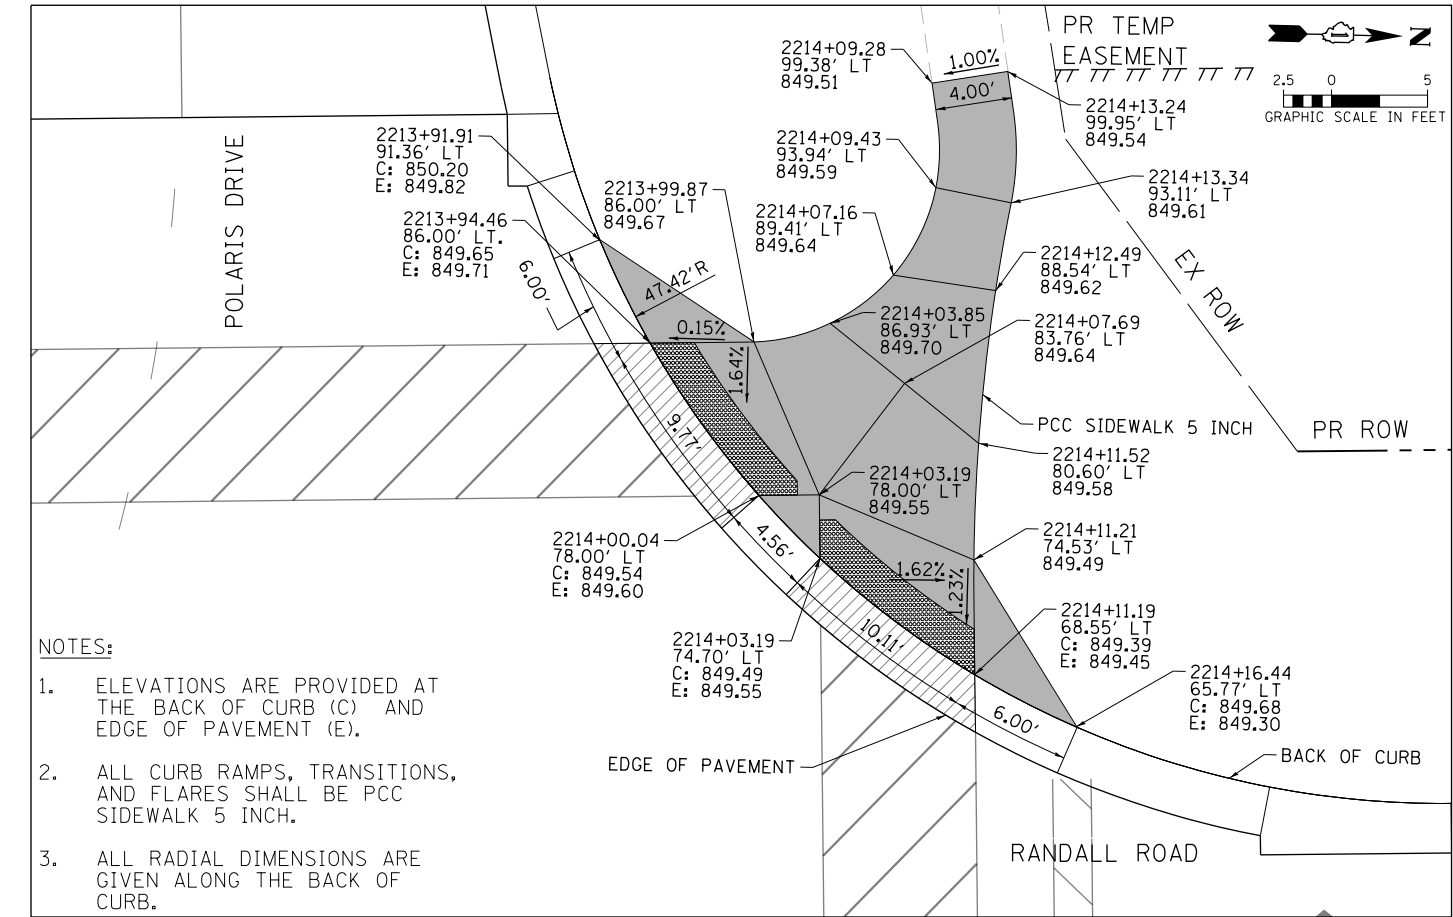 PR TEMP
EASEMENT
N
2.5 0 5
GRAPHIC SCALE IN FEET
2214+09.28
99.38' LT
849.51
1.00%
4.00'
2214+13.24
99.95' LT
849.54
2213+91.91
91.36' LT
C: 850.20
E: 849.82
2214+09.43
93.94' LT
849.59
2214+13.34
93.11' LT
849.61
POLARIS DRIVE
2213+99.87
86.00' LT
849.67
2214+07.16
89.41' LT
849.64
2213+94.46
86.00' LT.
C: 849.65
E: 849.71
2214+12.49
88.54' LT
849.62
EX ROW
6.00'
47.42'R
0.15%
1.64%
2214+03.85
86.93' LT
849.70
2214+07.69
83.76' LT
849.64
PCC SIDEWALK 5 INCH
PR ROW
9.77'
2214+11.52
80.60' LT
849.58
2214+03.19
78.00' LT
849.55
2214+00.04
78.00' LT
C: 849.54
E: 849.60
4.56'
2214+11.21
74.53' LT
849.49
1.62%
1.23%
2214+03.19
74.70' LT
C: 849.49
E: 849.55
10.11'
2214+11.19
68.55' LT
C: 849.39
E: 849.45
2214+16.44
65.77' LT
C: 849.68
E: 849.30
6.00'
EDGE OF PAVEMENT
BACK OF CURB
RANDALL ROAD
NOTES:
1. ELEVATIONS ARE PROVIDED AT
THE BACK OF CURB (C) AND
EDGE OF PAVEMENT (E).
2. ALL CURB RAMPS, TRANSITIONS,
AND FLARES SHALL BE PCC
SIDEWALK 5 INCH.
3. ALL RADIAL DIMENSIONS ARE
GIVEN ALONG THE BACK OF
CURB.